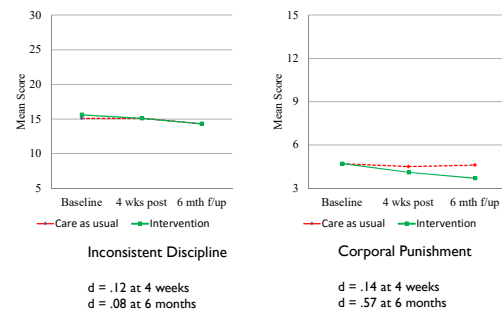 30
25
20
15
10
5
Mean Score
Baseline 4 wks post 6 mth f/up
Care as usual Intervention
Inconsistent Discipline
d = .12 at 4 weeks
d = .08 at 6 months
15
12
9
6
3
Mean Score
Baseline 4 wks post 6 mth f/up
Care as usual Intervention
Corporal Punishment
d = .14 at 4 weeks
d = .57 at 6 months